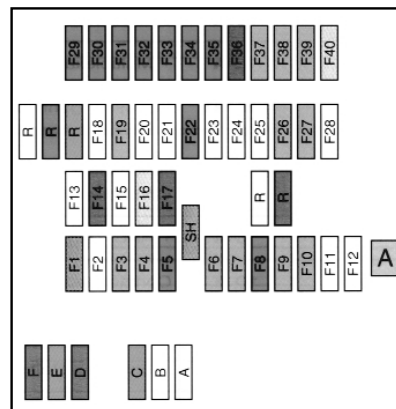 F29 F30 F31 F32 F33 F34 F35 F36 F37 F38 F39 F40
R R R F18 F19 F20 F21 F22 F23 F24 F25 F26 F27 F28
F13 F14 F15 F16 F17 R R
SH
F1 F2 F3 F4 F5 F6 F7 F8 F9 F10 F11 F12 A
F E D C B A